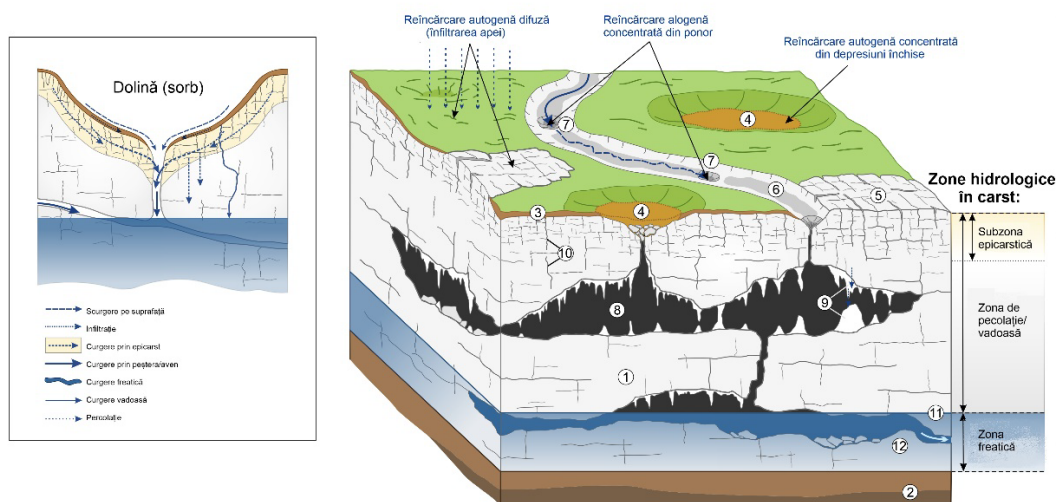 Reîncărcare autogenă difuză
(înfiltrarea apei)
Reîncărcare alogenă
concentrată din ponor
Reîncărcare autogenă concentrată
din depresiuni închise
Dolină (sorb)
Scurgere pe suprafață
Infiltrație
Curgere prin epicarst
Curgere prin peștera/aven
Curgere freatică
Curgere vadoasă
Percolație
4
7
7
6
5
3
4
10
8
9
1
11
12
2
Zone hidrologice
în carst:
Subzona
epicarstică
Zona de
pecolație/
vadoasă
Zona
freatică